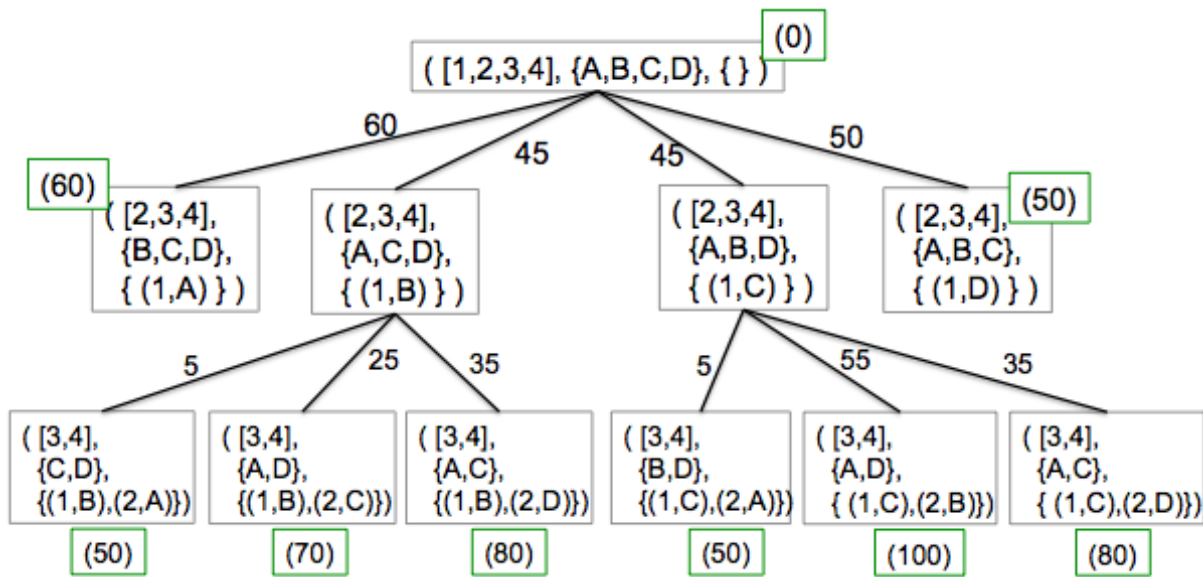 (0)
( [1,2,3,4], {A,B,C,D}, { } )
60
45
45
50
(60)
( [2,3,4],
{B,C,D},
{ (1,A) } )
( [2,3,4],
{A,C,D},
{ (1,B) } )
( [2,3,4],
{A,B,D},
{ (1,C) } )
(50)
( [2,3,4],
{A,B,C},
{ (1,D) } )
5
25
35
5
55
35
( [3,4],
{C,D},
{(1,B),(2,A)})
( [3,4],
{A,D},
{(1,B),(2,C)})
( [3,4],
{A,C},
{(1,B),(2,D)})
( [3,4],
{B,D},
{(1,C),(2,A)})
( [3,4],
{A,D},
{ (1,C),(2,B)})
( [3,4],
{A,C},
{ (1,C),(2,D)})
(50)
(70)
(80)
(50)
(100)
(80)